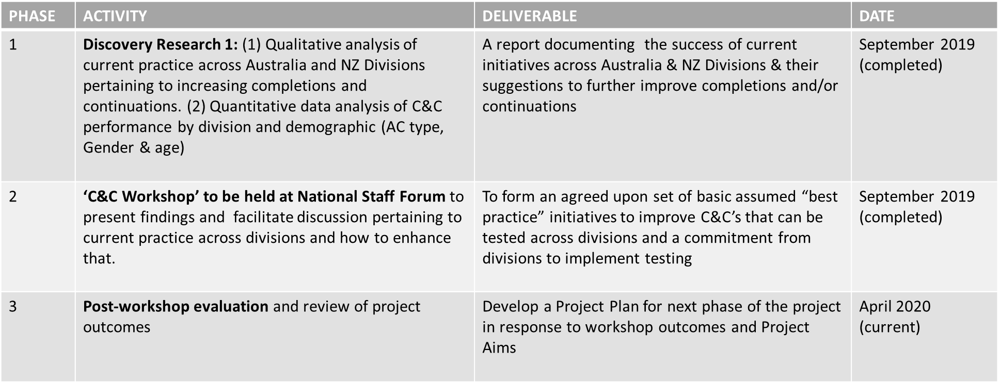 PHASE
ACTIVITY
DELIVERABLE
DATE
1
Discovery Research 1: (1) Qualitative analysis of
current practice across Australia and NZ Divisions
pertaining to increasing completions and
continuations. (2) Quantitative data analysis of C&C
performance by division and demographic (AC type,
Gender & age)
A report documenting the success of current
initiatives across Australia & NZ Divisions & their
suggestions to further improve completions and/or
continuations
September 2019
(completed)
2
‘C&C Workshop’ to be held at National Staff Forum to
present findings and facilitate discussion pertaining to
current practice across divisions and how to enhance
that.
To form an agreed upon set of basic assumed “best
practice” initiatives to improve C&C’s that can be
tested across divisions and a commitment from
divisions to implement testing
September 2019
(completed)
3
Post-workshop evaluation and review of project
outcomes
Develop a Project Plan for next phase of the project
in response to workshop outcomes and Project
Aims
April 2020
(current)